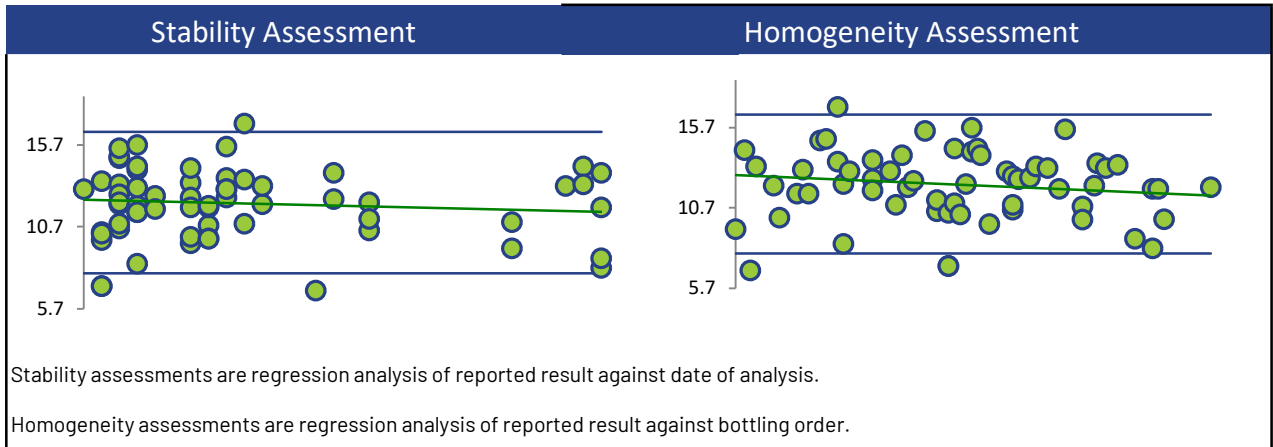 Stability Assessment
Homogeneity Assessment
15.7
10.7
5.7
15.7
10.7
5.7
Stability assessments are regression analysis of reported result against date of analysis.
Homogeneity assessments are regression analysis of reported result against bottling order.